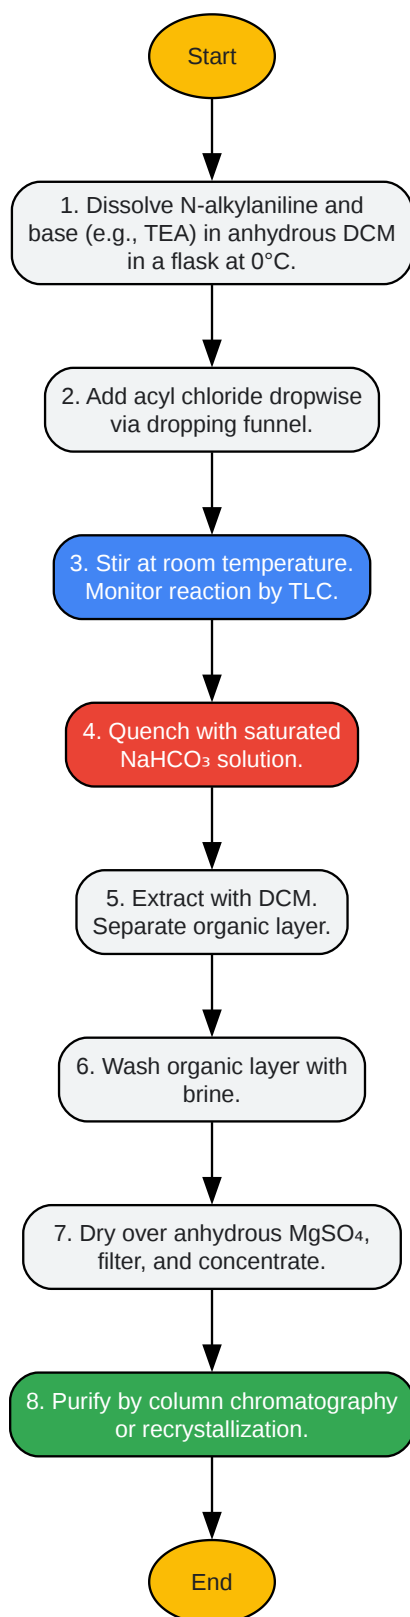 Start
1. Dissolve N-alkylaniline and
base (e.g., TEA) in anhydrous DCM
in a flask at 0°C.
2. Add acyl chloride dropwise
via dropping funnel.
3. Stir at room temperature.
Monitor reaction by TLC.
4. Quench with saturated
NaHCO₃ solution.
5. Extract with DCM.
Separate organic layer.
6. Wash organic layer with
brine.
7. Dry over anhydrous MgSO₄,
filter, and concentrate.
8. Purify by column chromatography
or recrystallization.
End